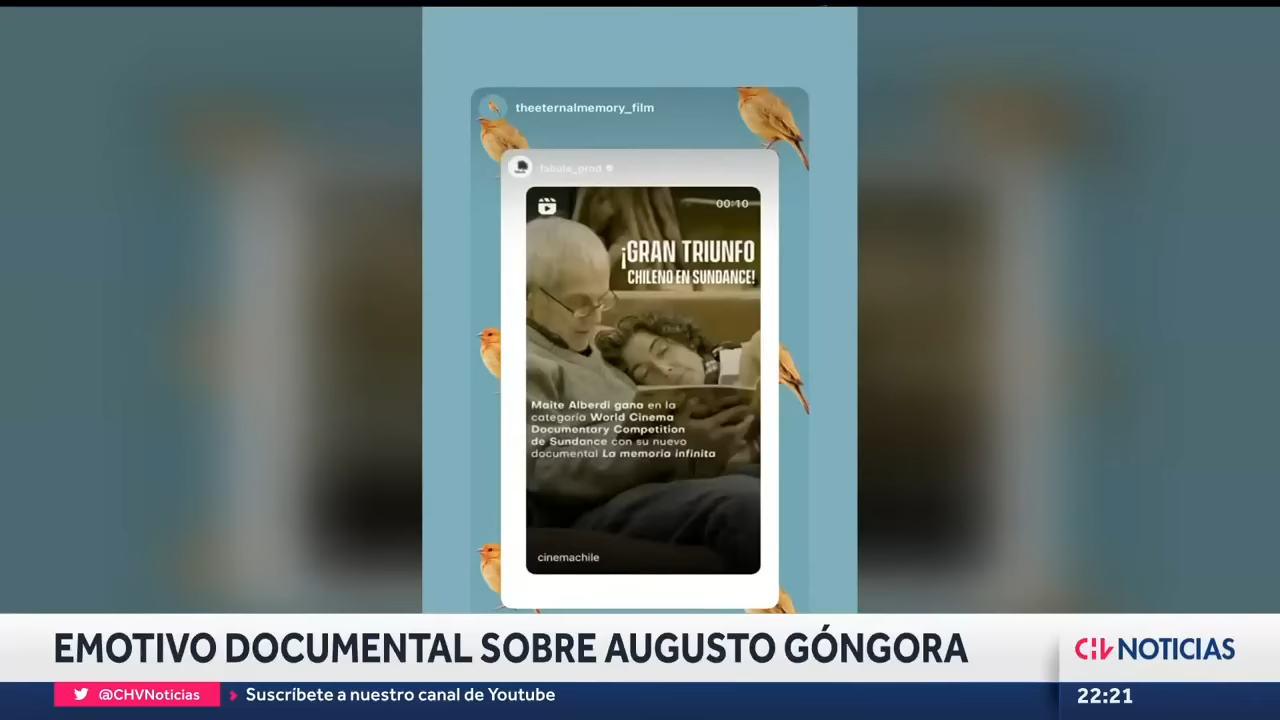 theeternalmemory_film
fabula_prod
00:10
¡GRAN TRIUNFO
CHILENO EN SUNDANCE!
Maite Alberdi gana en la
categoría World Cinema
Documentary Competition
de Sundance con su nuevo
documental La memoria infinita
cinemachile
EMOTIVO DOCUMENTAL SOBRE AUGUSTO GÓNGORA
CHV NOTICIAS
@CHVNoticias
Suscríbete a nuestro canal de Youtube
22:21